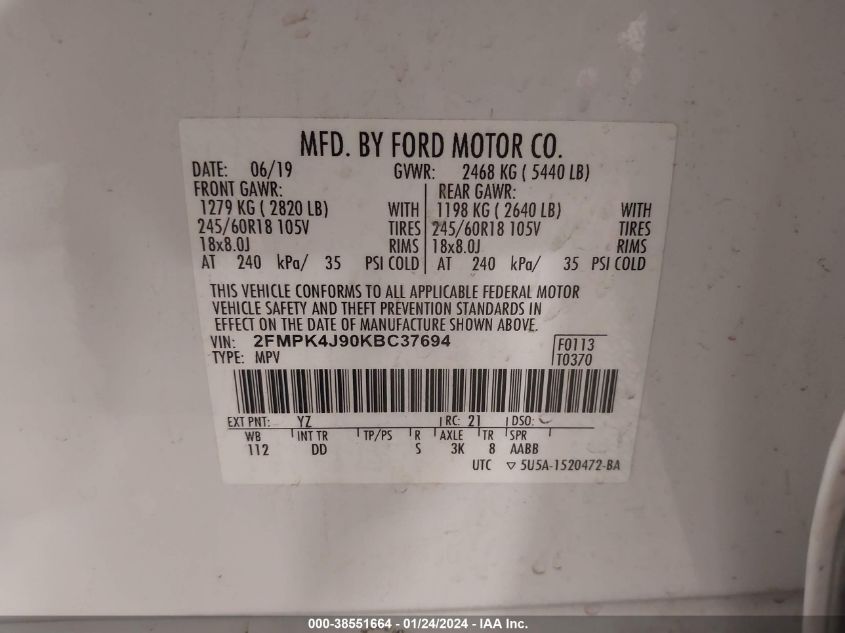 MFD. BY FORD MOTOR CO.
DATE: 06/19 GVWR: 2468 KG ( 5440 LB)
FRONT GAWR: REAR GAWR:
1279 KG ( 2820 LB) WITH 1198 KG ( 2640 LB) WITH
245/60R18 105V TIRES 245/60R18 105V TIRES
18x8.0J RIMS 18x8.0J RIMS
AT 240 kPa/ 35 PSI COLD AT 240 kPa/ 35 PSI COLD
THIS VEHICLE CONFORMS TO ALL APPLICABLE FEDERAL MOTOR
VEHICLE SAFETY AND THEFT PREVENTION STANDARDS IN
EFFECT ON THE DATE OF MANUFACTURE SHOWN ABOVE.
VIN: 2FMPK4J90KBC37694 F0113
TYPE: MPV T0370
EXT PNT: YZ RC: 21 DSO:
WB INT TR TP/PS R AXLE TR SPR
112 DD S 3K 8 AABB
UTC ▽ 5U5A-1520472-BA
000-38551664 - 01/24/2024 - IAA Inc.